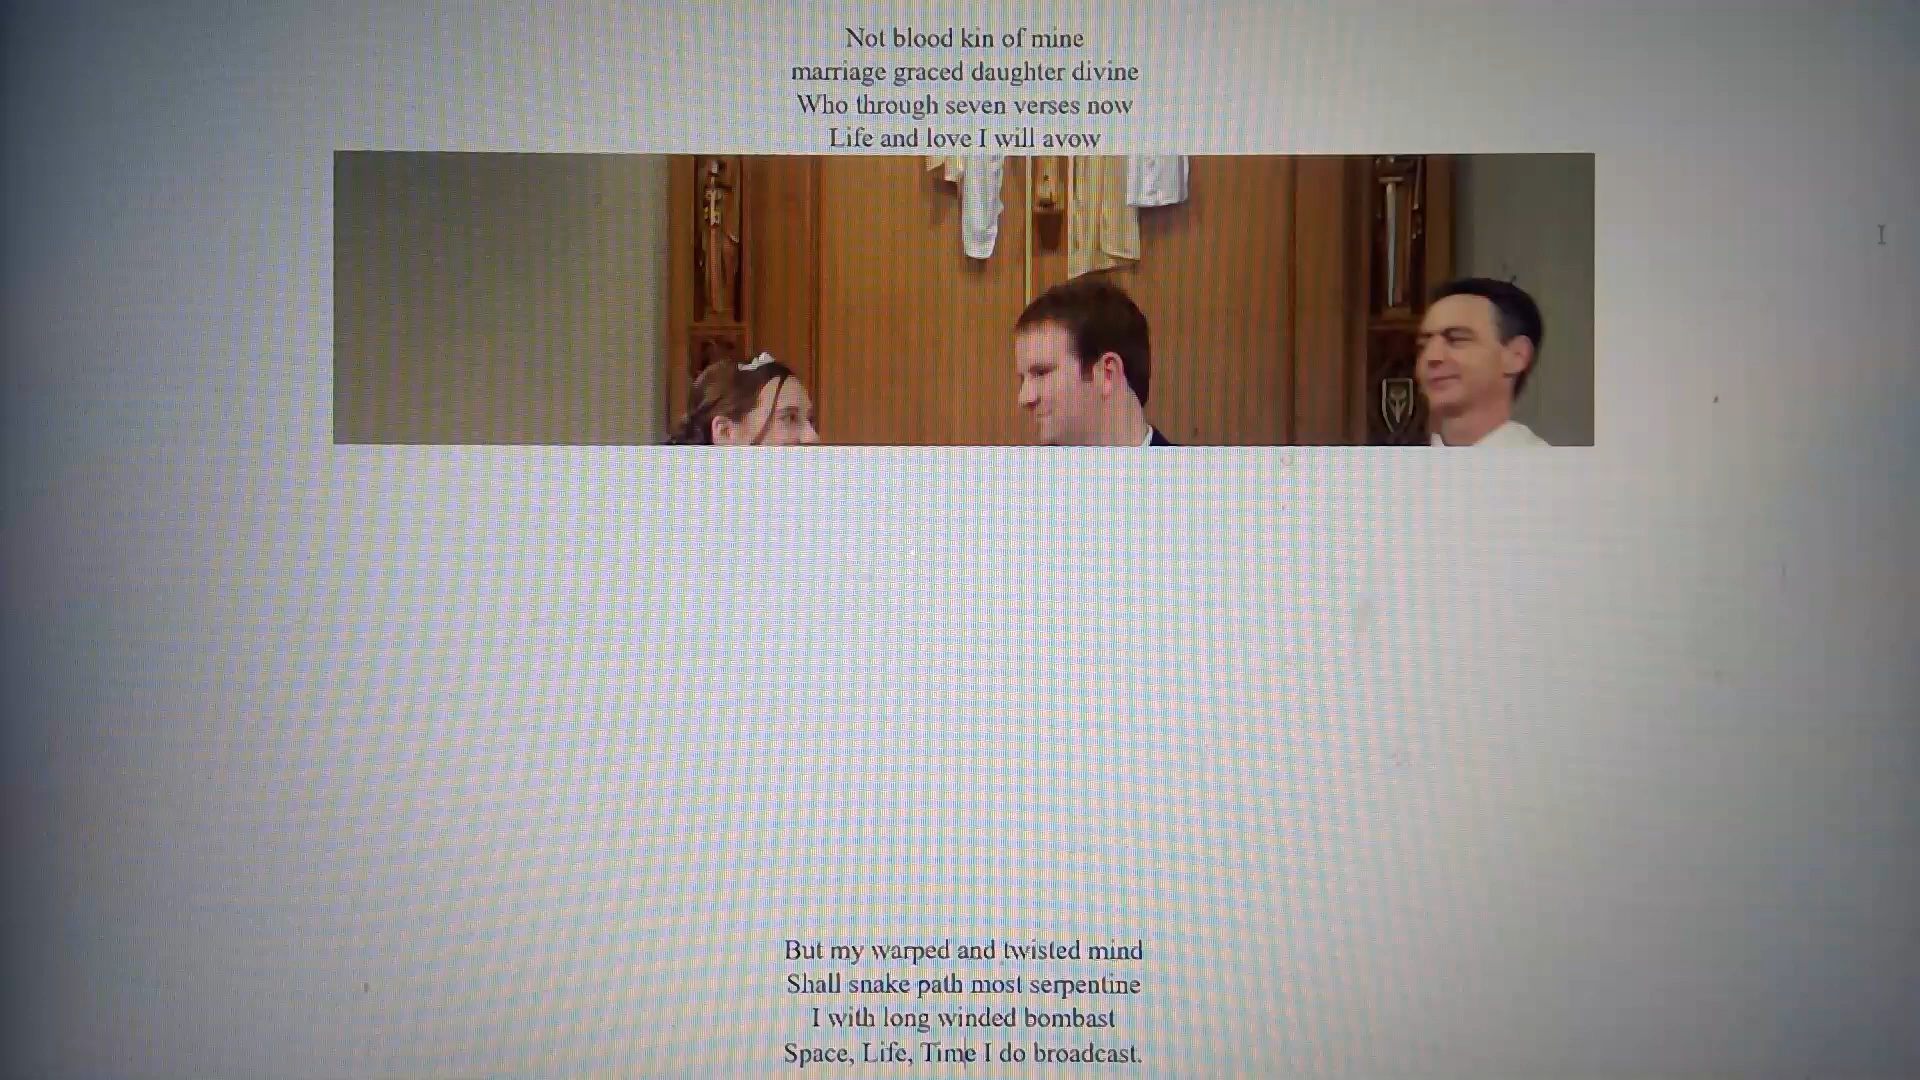 Not blood kin of mine
marriage graced daughter divine
Who through seven verses now
Life and love I will avow
But my warped and twisted mind
Shall snake path most serpentine
I with long winded bombast
Space, Life, Time I do broadcast.